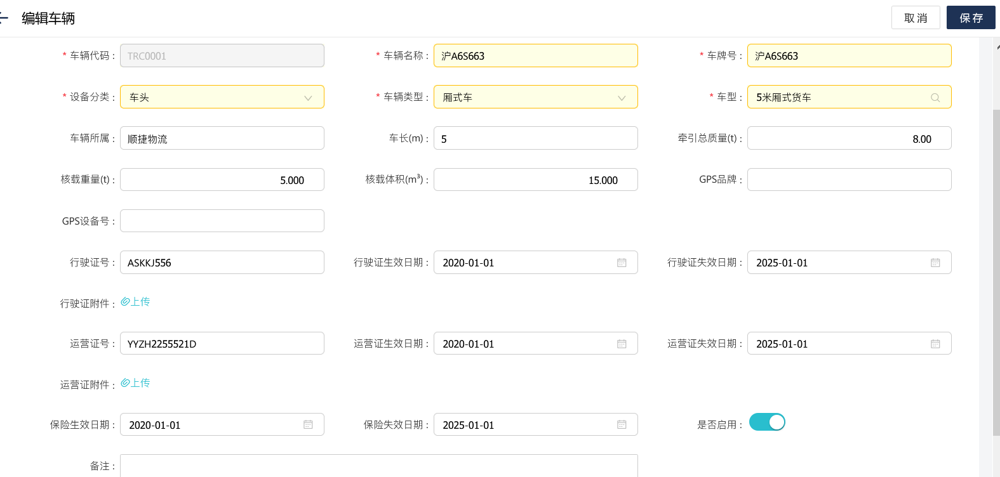 编辑车辆
取 消
保 存
* 车辆代码 : TRC0001
* 车辆名称 : 沪A6S663
* 车牌号 : 沪A6S663
* 设备分类 : 车头
* 车辆类型 : 厢式车
* 车型 : 5米厢式货车
车辆所属 : 顺捷物流
车长(m) : 5
牵引总质量(t) : 8.00
核载重量(t) : 5.000
核载体积(m³) : 15.000
GPS品牌 :
GPS设备号 :
行驶证号 : ASKKJ556
行驶证生效日期 : 2020-01-01
行驶证失效日期 : 2025-01-01
行驶证附件 : 上传
运营证号 : YYZH2255521D
运营证生效日期 : 2020-01-01
运营证失效日期 : 2025-01-01
运营证附件 : 上传
保险生效日期 : 2020-01-01
保险失效日期 : 2025-01-01
是否启用 :
备注 :